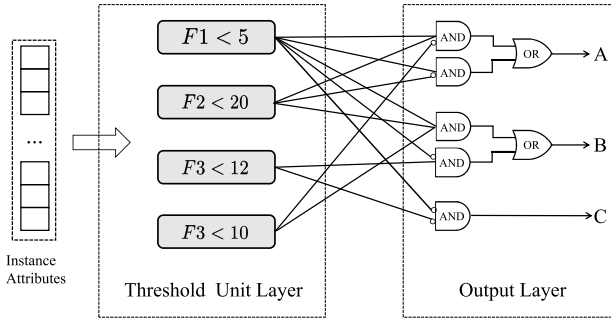 F1 < 5
F2 < 20
F3 < 12
F3 < 10
...
Instance
Attributes
Threshold Unit Layer
AND
AND
OR
A
AND
AND
OR
B
AND
C
Output Layer